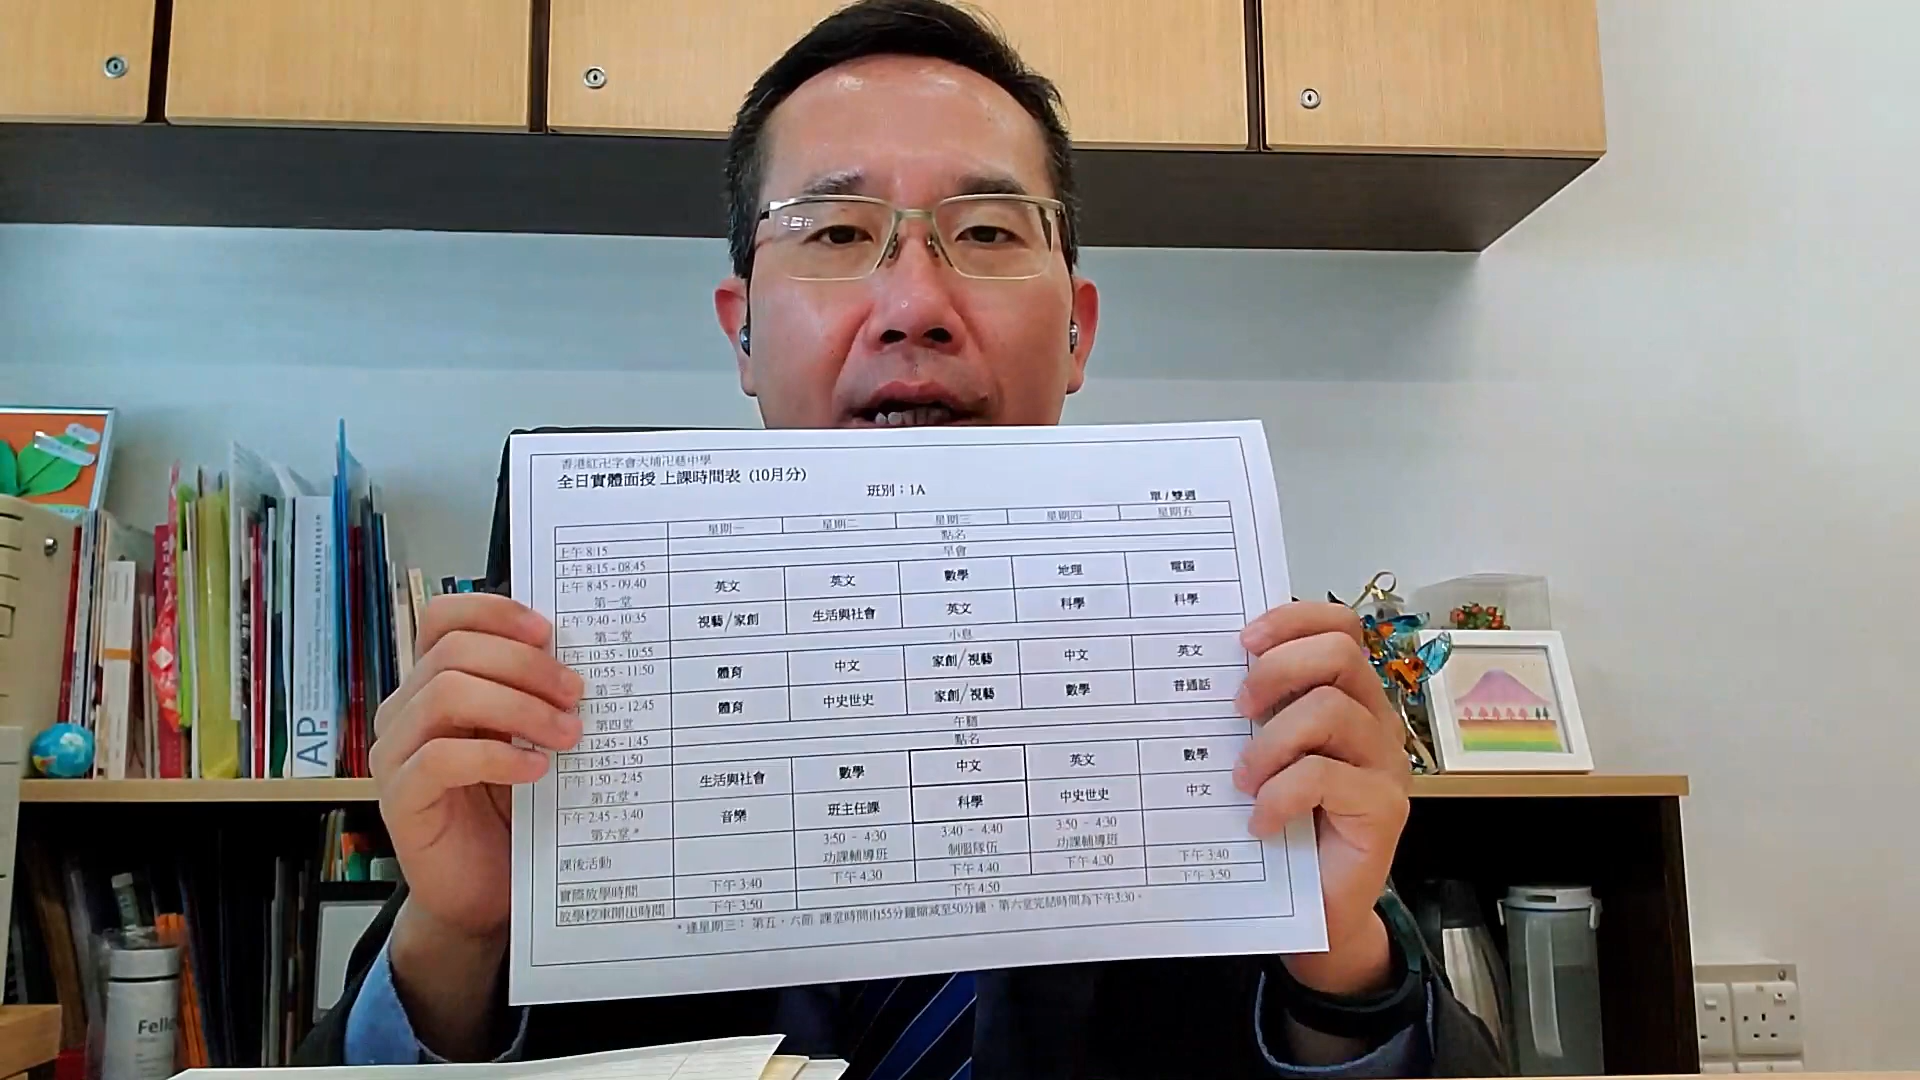 香港紅卍字會大埔卍慈中學
全日實體面授 上課時間表 (10月分)
班別：1A
單 / 雙週
星期一 星期二 星期三 星期四 星期五
上午 8:15 點名
上午 8:15 - 08:45 早會
上午 8:45 - 09:40 英文 英文 數學 地理 電腦
第一堂
上午 9:40 - 10:35 視藝/家創 生活與社會 英文 科學 科學
第二堂
上午 10:35 - 10:55 小息
10:55 - 11:50 體育 中文 家創/視藝 中文 英文
第三堂
11:50 - 12:45 體育 中史世史 家創/視藝 數學 普通話
第四堂
12:45 - 1:45 午膳
下午 1:45 - 1:50 點名
下午 1:50 - 2:45 生活與社會 數學 中文 英文 數學
第五堂 *
下午 2:45 - 3:40 音樂 班主任課 科學 中史世史 中文
第六堂 *
課後活動 3:50 - 4:30 3:40 - 4:40 3:50 - 4:30
功課輔導班 制服隊伍 功課輔導班
實際放學時間 下午 3:40 下午 4:30 下午 4:40 下午 4:30 下午 3:40
放學校車開出時間 下午 3:50 下午 4:50 下午 3:50
* 逢星期三： 第五、六節 課堂時間由55分鐘縮減至50分鐘，第六堂完結時間為下午3:30。
AP
Fello